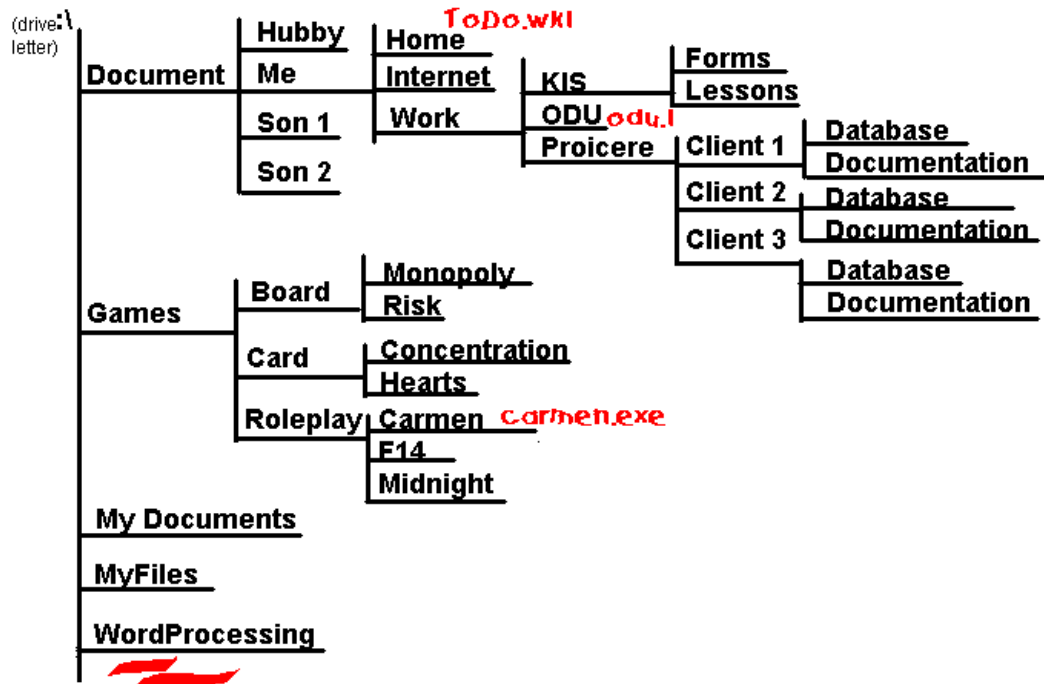 (drive:\
letter)
ToDo.wk1
Hubby
Home
Forms
Document
Me
Internet
KIS
Lessons
Son 1
Work
ODU odu.l
Database
Proicere
Client 1
Documentation
Son 2
Client 2
Database
Documentation
Client 3
Database
Documentation
Monopoly
Board
Risk
Games
Concentration
Card
Hearts
Roleplay
Carmen
carmen.exe
F14
Midnight
My Documents
MyFiles
WordProcessing